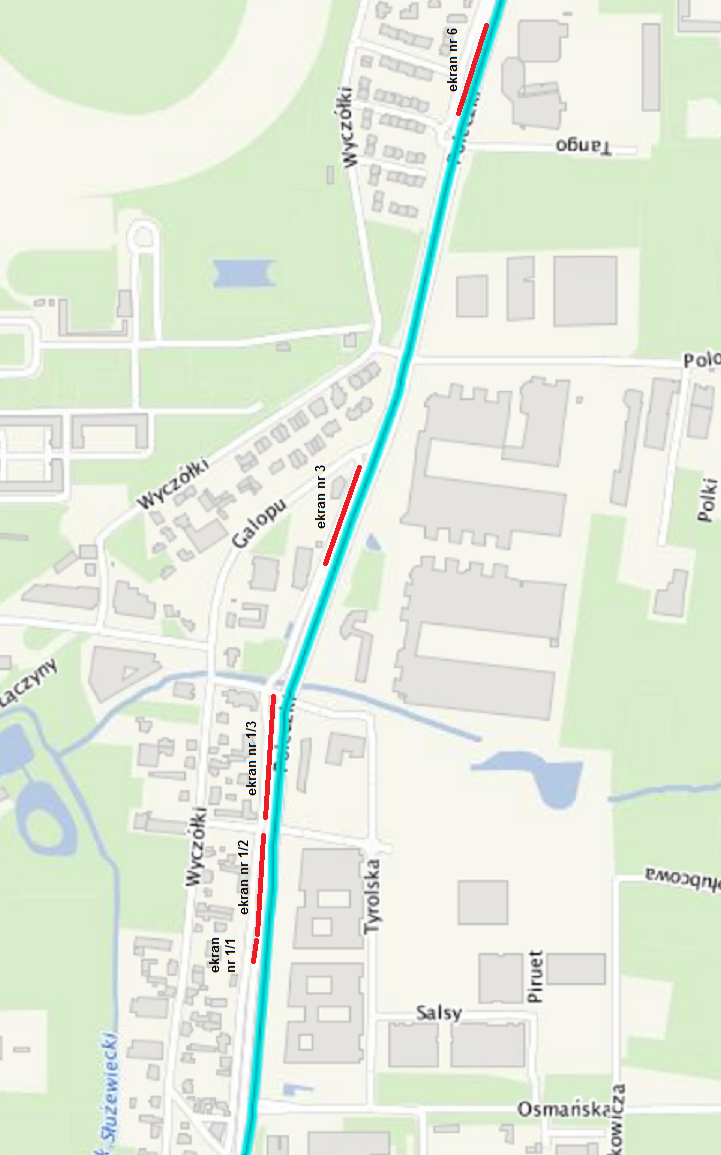 ekran nr 6
Wyczółki
Tango
Polo
Wyczółki
ekran nr 3
Galopu
Polki
Łączyny
ekran nr 1/3
Wyczółki
ekran nr 1/2
Tyrolska
ekran
nr 1/1
Piruet
Salsy
Służewiecki
Osmańska